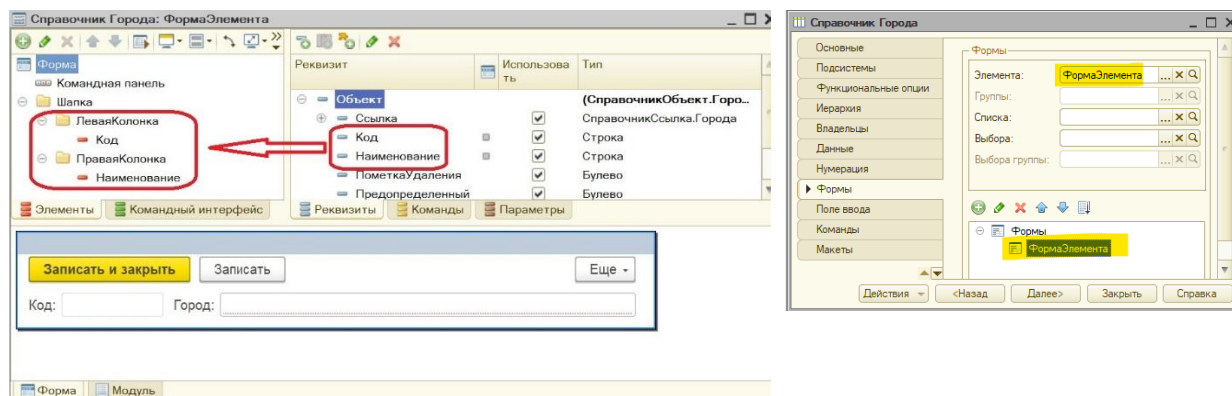 Справочник Города: ФормаЭлемента
Форма
Командная панель
Шапка
ЛеваяКолонка
Код
ПраваяКолонка
Наименование
Элементы
Командный интерфейс
Реквизит
Использова
ть
Тип
Объект
(СправочникОбъект.Горо...
Ссылка
СправочникСсылка.Города
Код
Строка
Наименование
Строка
ПометкаУдаления
Булево
Предопределенный
Булево
Реквизиты
Команды
Параметры
Записать и закрыть
Записать
Еще
Код:
Город:
Форма
Модуль
Справочник Города
Основные
Подсистемы
Функциональные опции
Иерархия
Владельцы
Данные
Нумерация
Формы
Поле ввода
Команды
Макеты
Формы
Элемента:
ФормаЭлемента
...
Группы:
...
Списка:
...
Выбора:
...
Выбора группы:
...
Формы
ФормаЭлемента
Действия
<Назад
Далее>
Закрыть
Справка